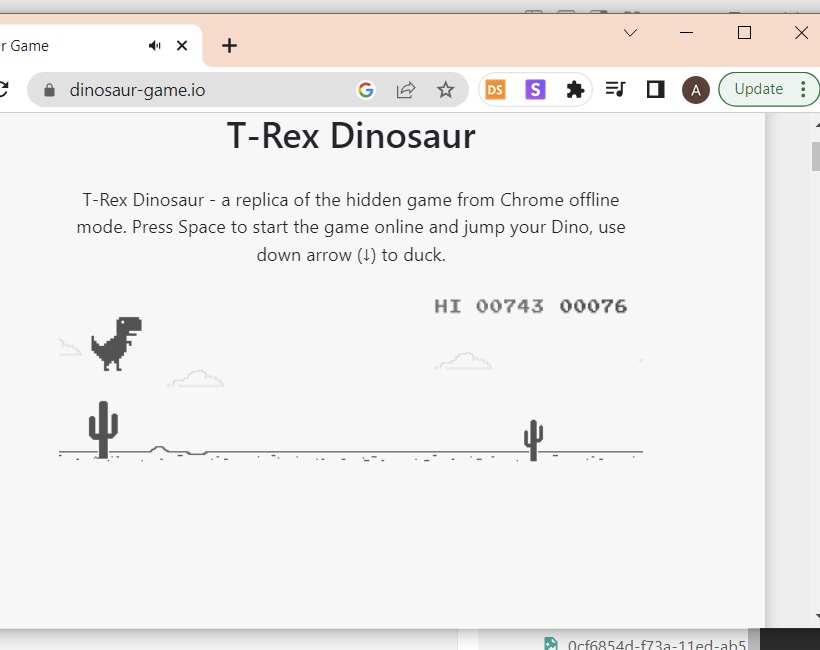 r Game
dinosaur-game.io
DS
S
A
Update
T-Rex Dinosaur
T-Rex Dinosaur - a replica of the hidden game from Chrome offline
mode. Press Space to start the game online and jump your Dino, use
down arrow (↓) to duck.
HI 00743 00076
0cf6854d-f73a-11ed-ab5